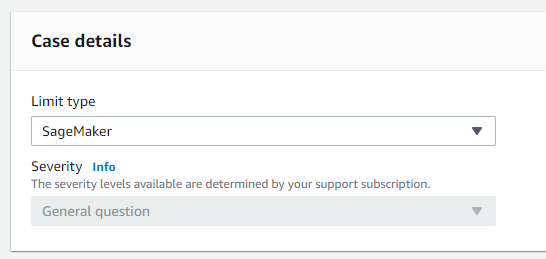 Case details
Limit type
SageMaker
Severity Info
The severity levels available are determined by your support subscription.
General question